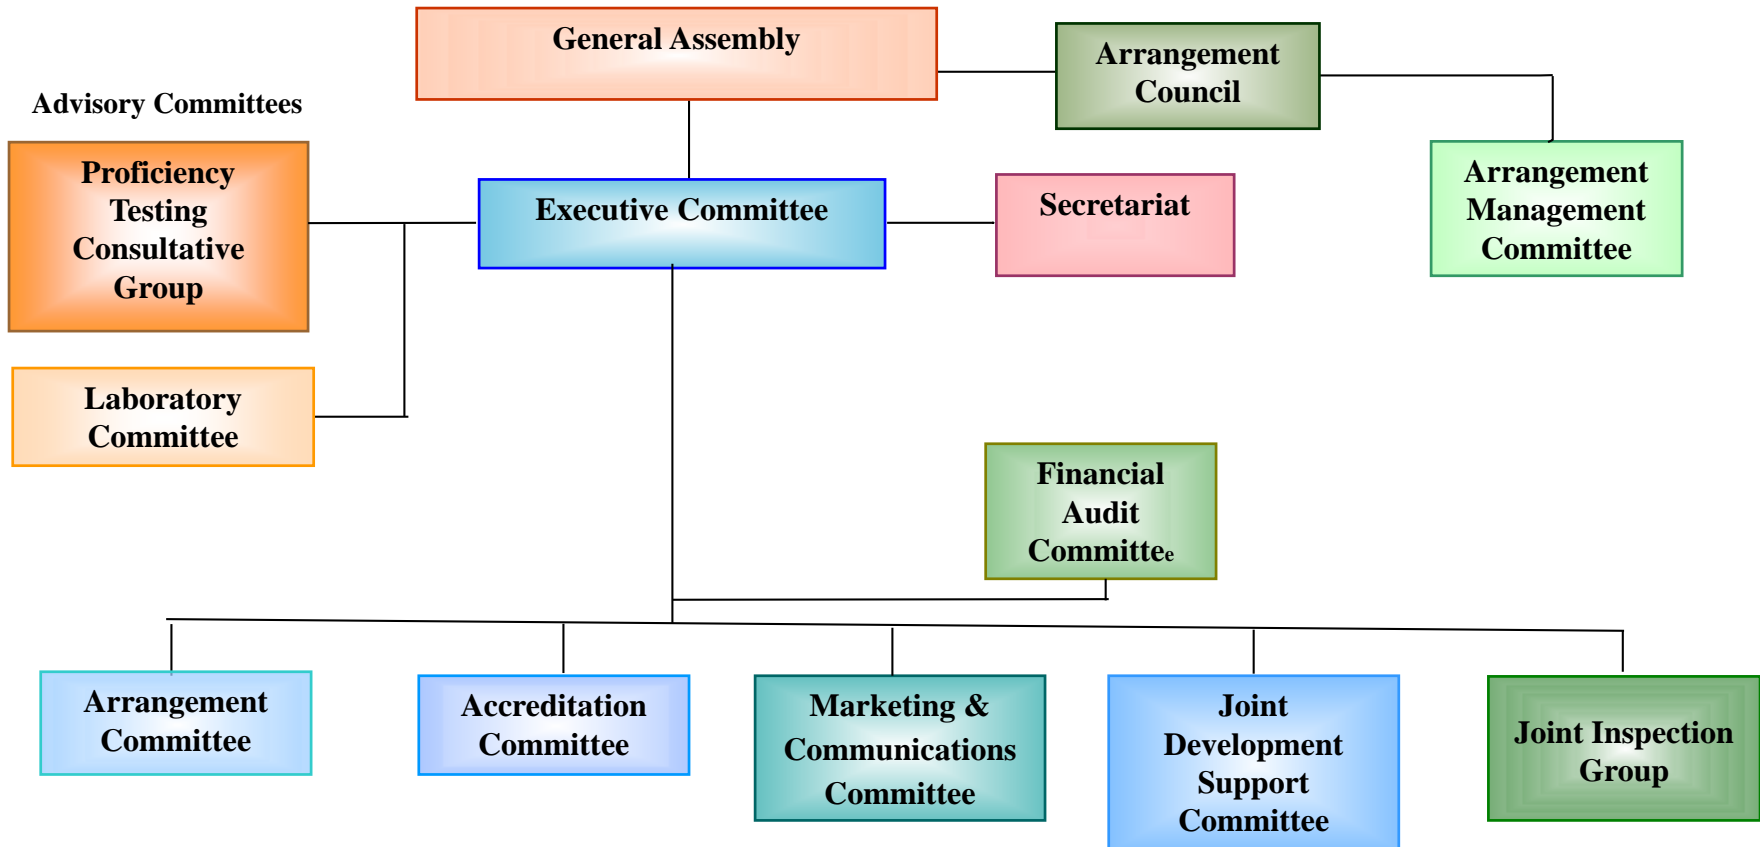 General Assembly
Arrangement
Council
Advisory Committees
Proficiency
Testing
Consultative
Group
Executive Committee
Secretariat
Arrangement
Management
Committee
Laboratory
Committee
Financial
Audit
Committee
Arrangement
Committee
Accreditation
Committee
Marketing &
Communications
Committee
Joint
Development
Support
Committee
Joint Inspection
Group